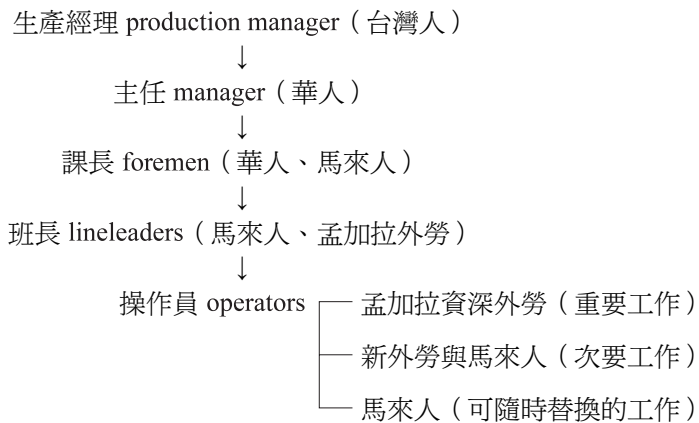 生產經理 production manager（台灣人）
↓
主任 manager（華人）
↓
課長 foremen（華人、馬來人）
↓
班長 lineleaders（馬來人、孟加拉外勞）
↓
操作員 operators
孟加拉資深外勞（重要工作）
新外勞與馬來人（次要工作）
馬來人（可隨時替換的工作）